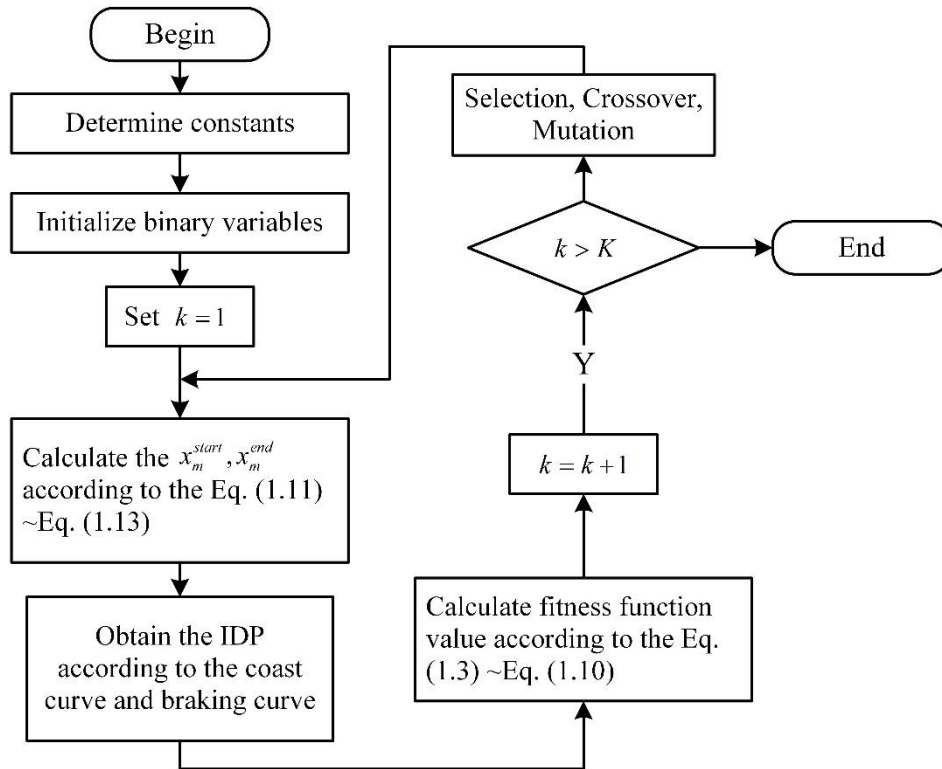 Begin
Determine constants
Initialize binary variables
Set k = 1
Calculate the x_m^{start}, x_m^{end}
according to the Eq. (1.11)
~Eq. (1.13)
Obtain the IDP
according to the coast
curve and braking curve
Calculate fitness function
value according to the Eq.
(1.3) ~Eq. (1.10)
k = k + 1
Y
k > K
End
Selection, Crossover,
Mutation